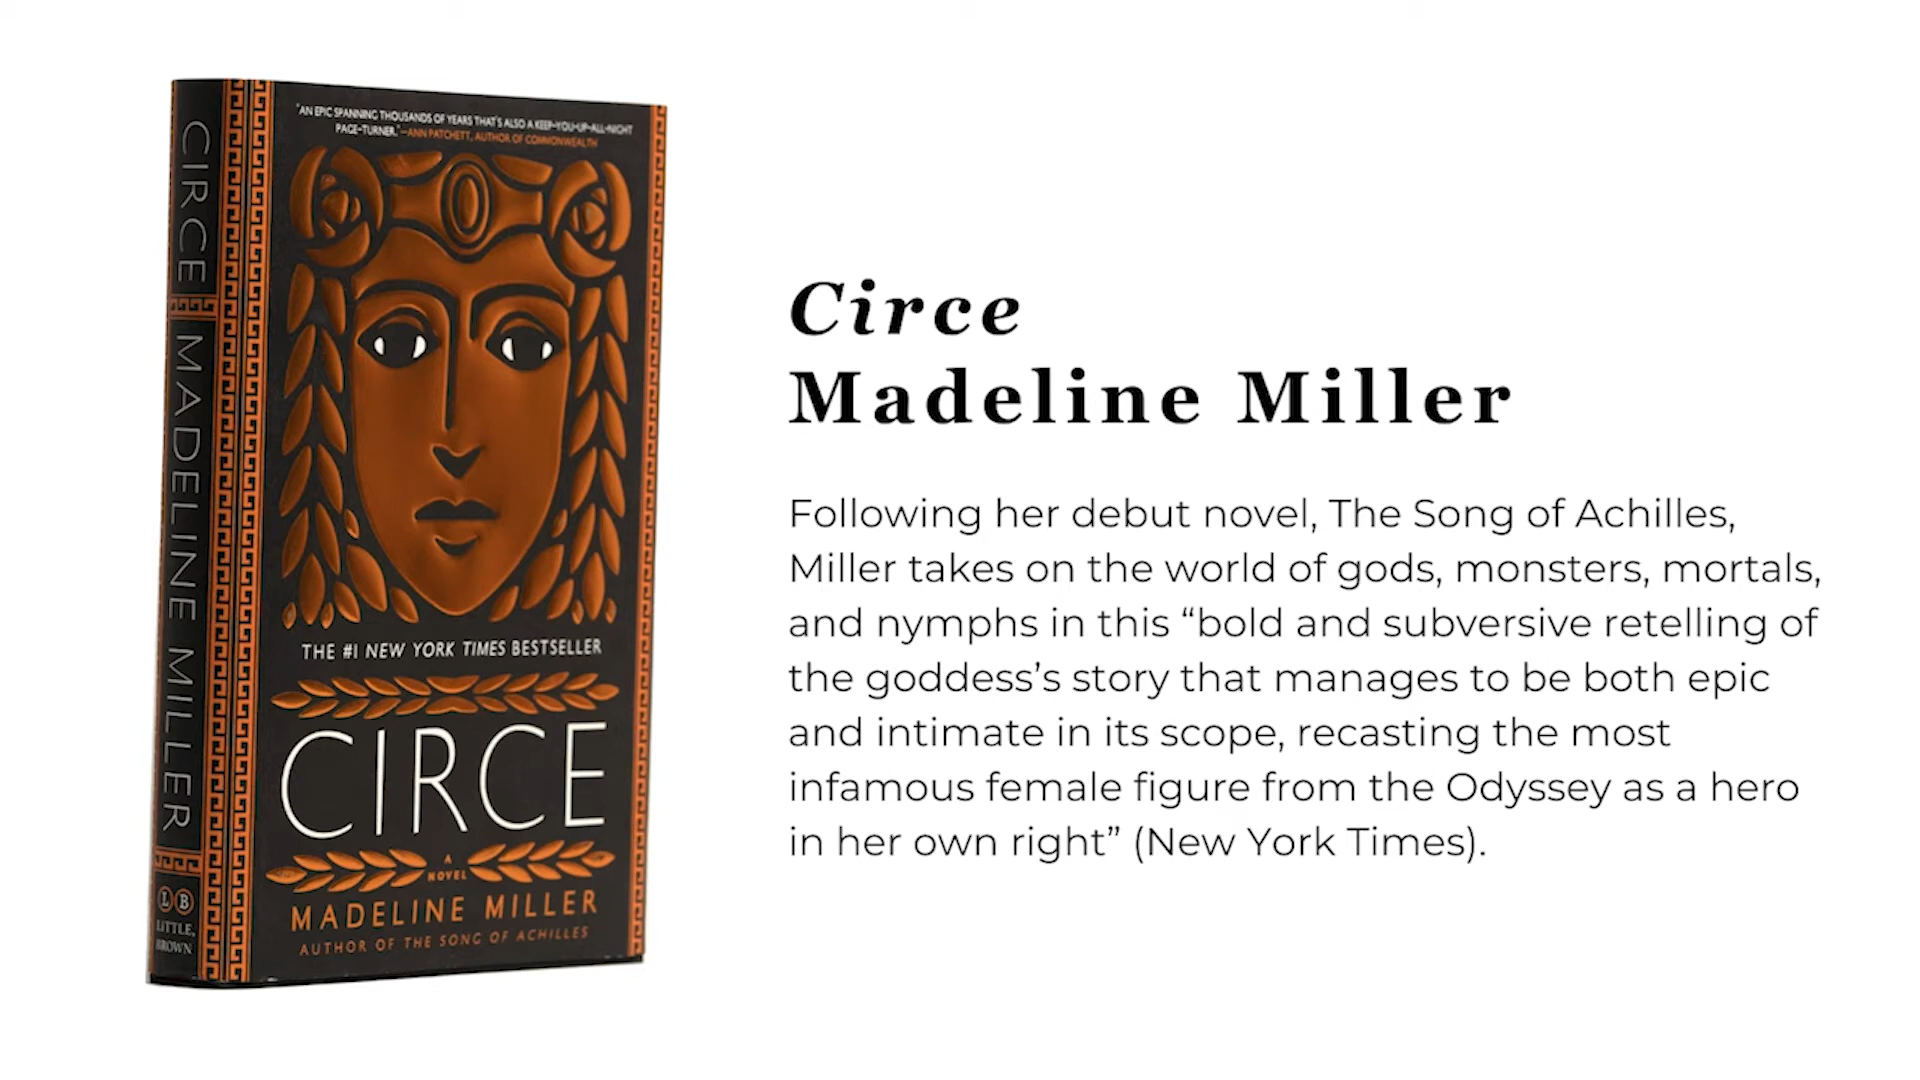 CIRCE
MADELINE MILLER
L B
LITTLE,
BROWN
"AN EPIC SPANNING THOUSANDS OF YEARS THAT'S ALSO A KEEP-YOU-UP-ALL-NIGHT
PAGE-TURNER." —ANN PATCHETT, AUTHOR OF COMMONWEALTH
THE #1 NEW YORK TIMES BESTSELLER
CIRCE
A
NOVEL
MADELINE MILLER
AUTHOR OF THE SONG OF ACHILLES
Circe
Madeline Miller
Following her debut novel, The Song of Achilles,
Miller takes on the world of gods, monsters, mortals,
and nymphs in this “bold and subversive retelling of
the goddess’s story that manages to be both epic
and intimate in its scope, recasting the most
infamous female figure from the Odyssey as a hero
in her own right” (New York Times).